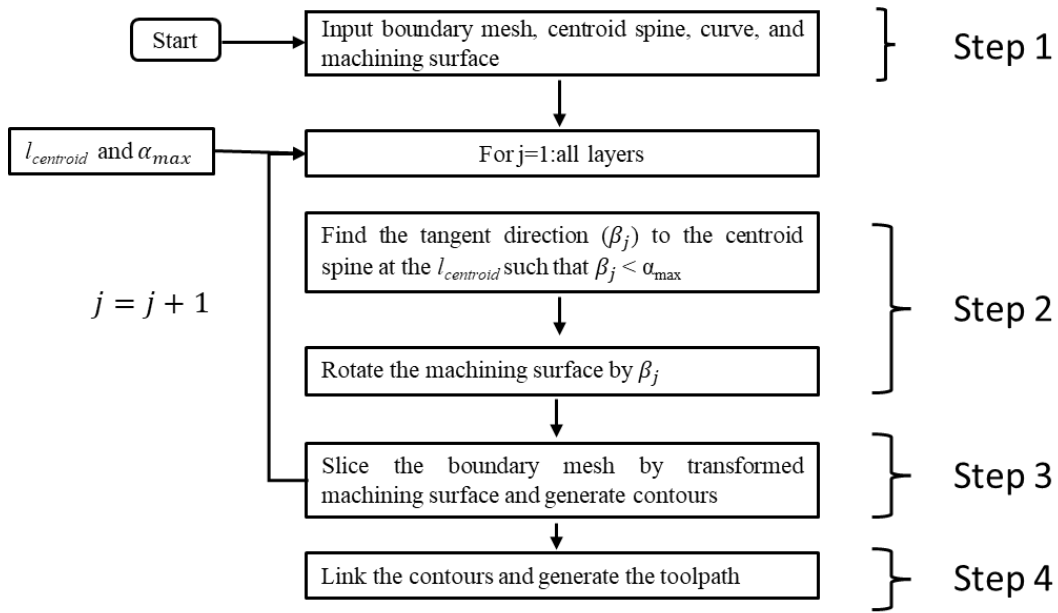 Start
Input boundary mesh, centroid spine, curve, and
machining surface
Step 1
l_centroid and α_max
For j=1:all layers
Find the tangent direction (β_j) to the centroid
spine at the l_centroid such that β_j < α_max
j = j + 1
Step 2
Rotate the machining surface by β_j
Slice the boundary mesh by transformed
machining surface and generate contours
Step 3
Link the contours and generate the toolpath
Step 4